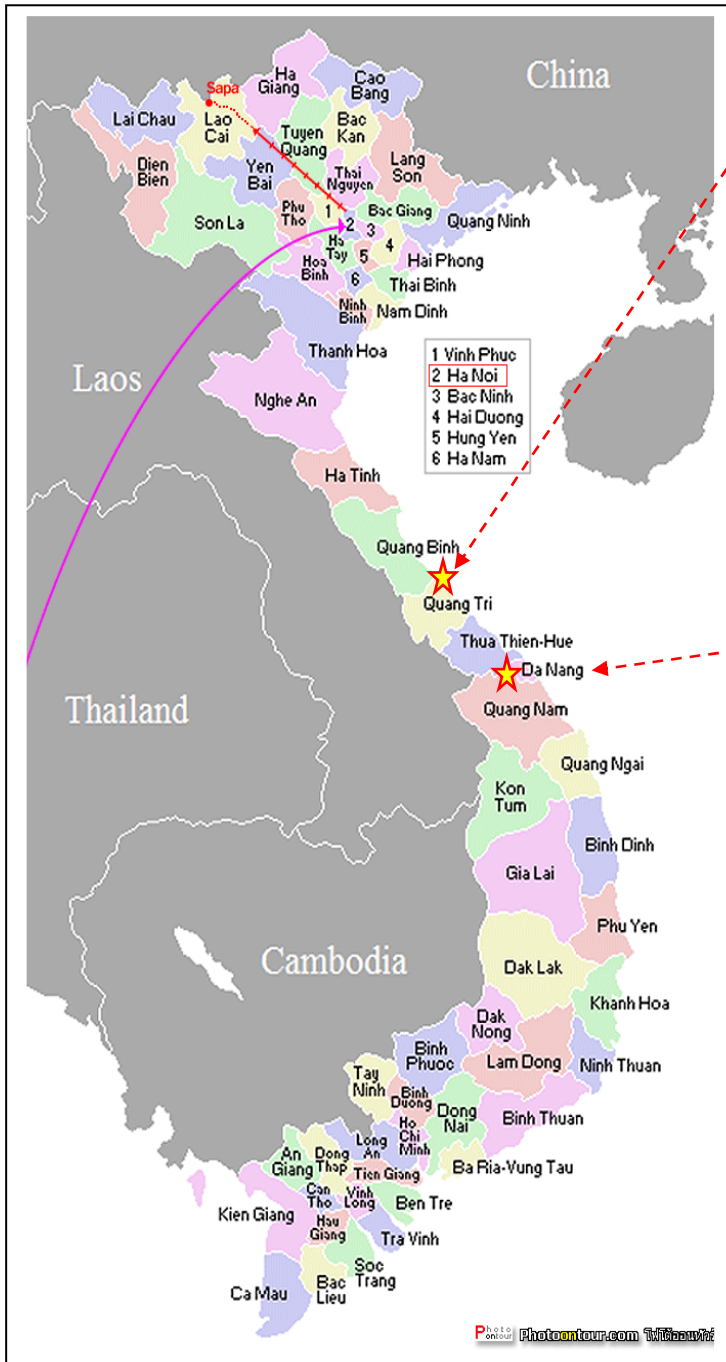 China
Sapa
Ha
Giang
Cao
Bang
Lai Chau
Lao
Cai
Tuyen
Quang
Bac
Kan
Lang
Son
Dien
Bien
Yen
Bai
Thai
Nguyen
Son La
Phu
Tho
1
2
3
4
5
6
Bac Giang
Quang Ninh
Ha
Tay
Hoa
Binh
Hai Phong
Thai Binh
Ninh
Binh
Nam Dinh
Thanh Hoa
Laos
Nghe An
1 Vinh Phuc
2 Ha Noi
3 Bac Ninh
4 Hai Duong
5 Hung Yen
6 Ha Nam
Ha Tinh
Quang Binh
Quang Tri
Thua Thien-Hue
Da Nang
Thailand
Quang Nam
Quang Ngai
Kon
Tum
Binh Dinh
Gia Lai
Phu Yen
Cambodia
Dak Lak
Khanh Hoa
Dak
Nong
Binh
Phuoc
Lam Dong
Ninh Thuan
Tay
Ninh
Binh
Duong
Dong
Nai
Binh Thuan
Ho
Chi
Minh
Long
An
An
Giang
Dong
Thap
Tien Giang
Ba Ria-Vung Tau
Can
Tho
Vinh
Long
Ben Tre
Kien Giang
Hau
Giang
Tra Vinh
Soc
Trang
Bac
Lieu
Ca Mau
Photo
ontour
Photoontour.com